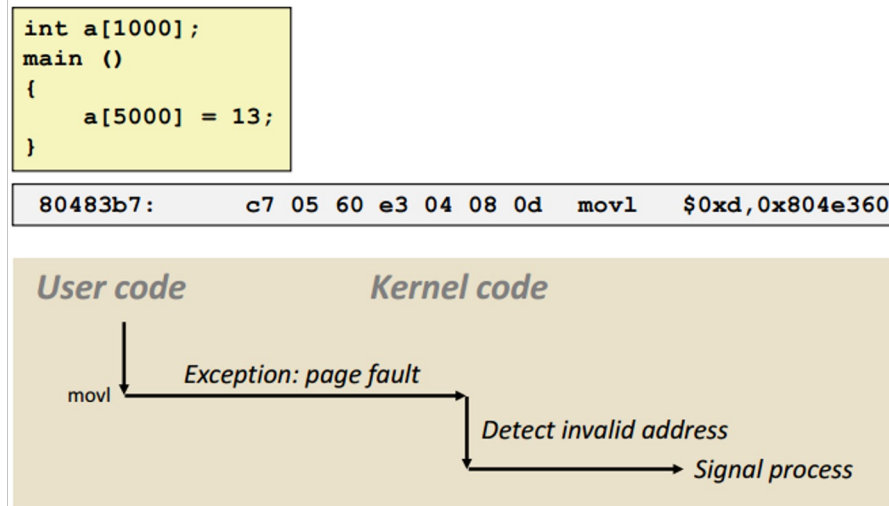 int a[1000];
main ()
{
    a[5000] = 13;
}
80483b7: c7 05 60 e3 04 08 0d movl $0xd,0x804e360
User code Kernel code
Exception: page fault
movl
Detect invalid address
Signal process